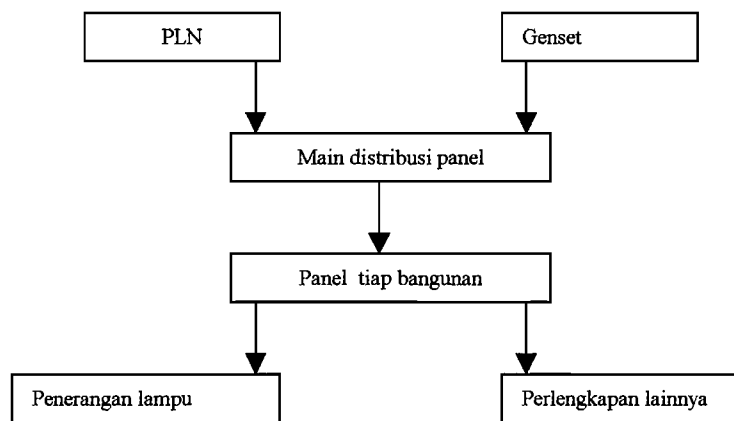 PLN
Genset
Main distribusi panel
Panel tiap bangunan
Penerangan lampu
Perlengkapan lainnya